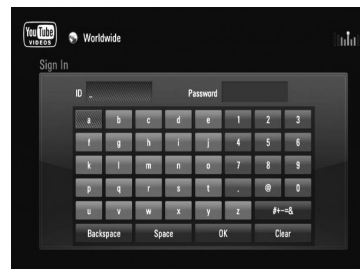 You Tube
VIDEOS
Worldwide
Sign In
ID _ Password
a b c d e 1 2 3
f g h i j 4 5 6
k l m n o 7 8 9
p q r s t . @ 0
u v w x y z #+-=&
Backspace Space OK Clear